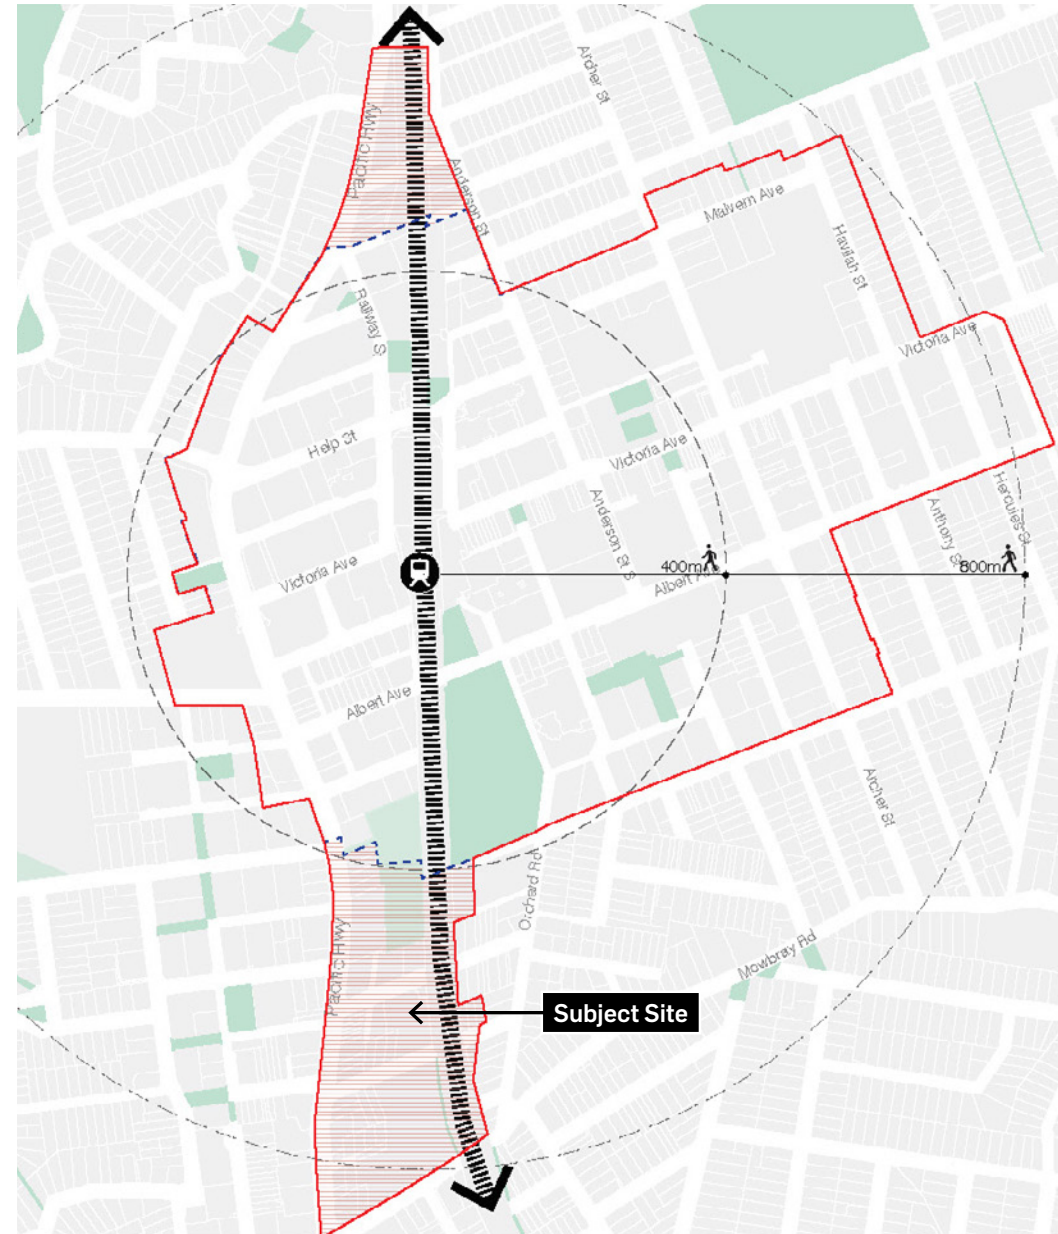 Archer St
Pacific Hwy
Anderson St
Malvern Ave
Havilah St
Railway S
Victoria Ave
Help St
Victoria Ave
Hercules St
Anderson St S
Anthony St
400m
800m
Victoria Ave
Albert Ave
Albert Ave
Archer St
Orchard Rd
Pacific Hwy
Mowbray Rd
Subject Site